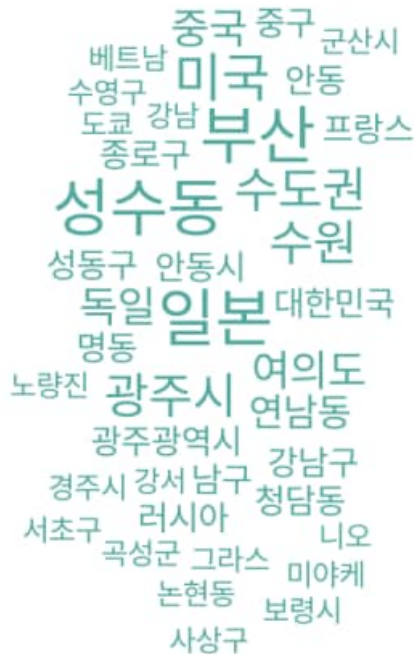 중국 중구 군산시
베트남 미국 안동
수영구
도쿄 강남 부산 프랑스
종로구
성수동 수도권
수원
성동구 안동시
독일 일본 대한민국
명동
노량진 광주시 여의도
연남동
광주광역시 강남구
경주시 강서 남구 청담동
서초구 러시아 니오
곡성군 그라스 미야케
논현동 보령시
사상구